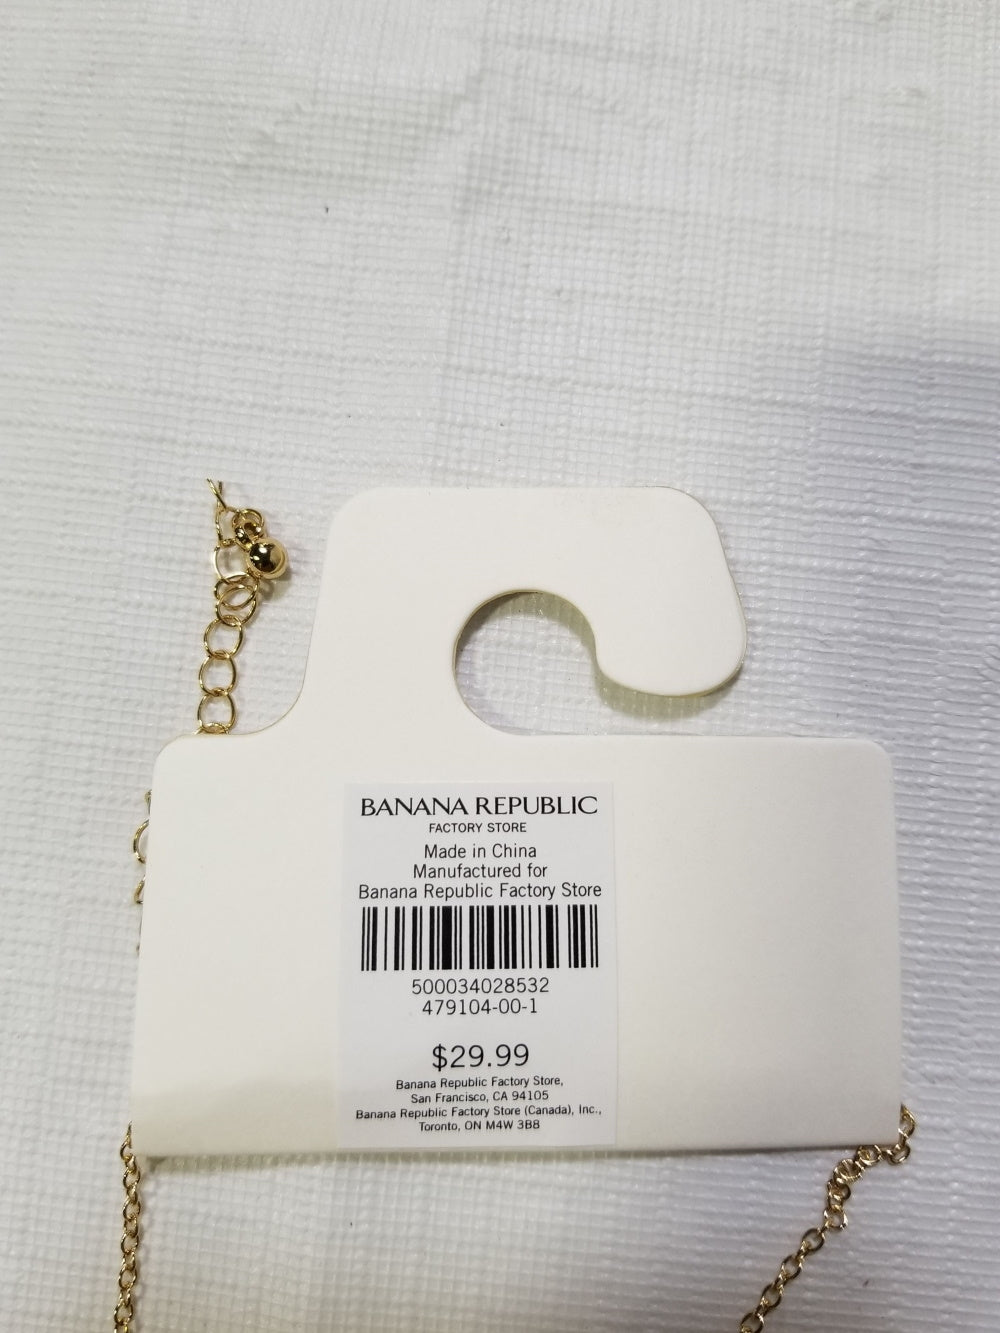 BANANA REPUBLIC
FACTORY STORE
Made in China
Manufactured for
Banana Republic Factory Store
500034028532
479104-00-1
$29.99
Banana Republic Factory Store,
San Francisco, CA 94105
Banana Republic Factory Store (Canada), Inc.,
Toronto, ON M4W 3B8